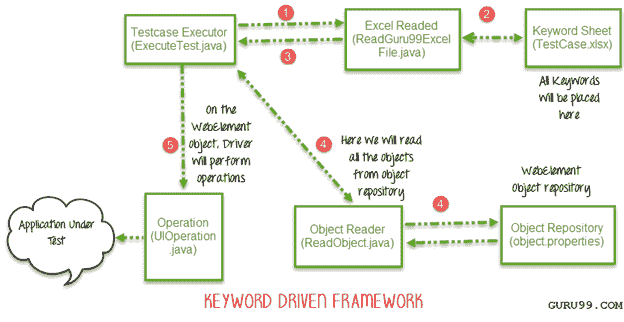 Testcase Executor
(ExecuteTest.java)
1
3
Excel Readed
(ReadGuru99Excel
File.java)
2
Keyword Sheet
(TestCase.xlsx)
All Keywords
Will be placed
here
5
On the
WebElement
object, Driver
Will perform
operations
4
Here We Will read
all the objects
from object
repository
WebElement
Object repository
Application Under
Test
Operation
(UIOperation
.java)
Object Reader
(ReadObject.java)
4
Object Repository
(object.properties)
KEYWORD DRIVEN FRAMEWORK
GURU99.COM